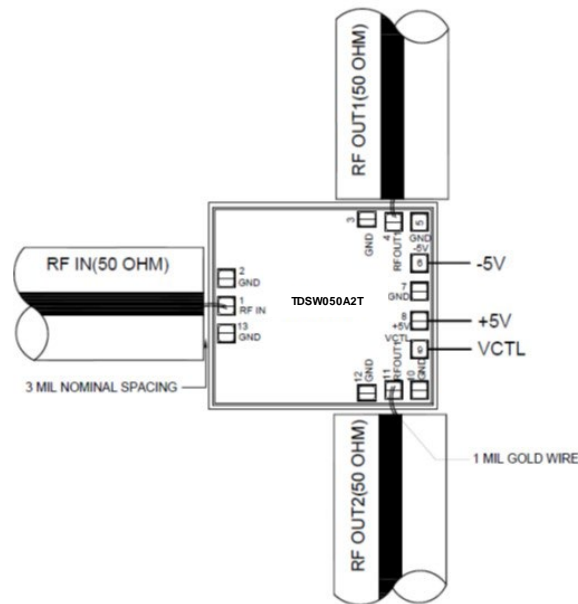 RF OUT1(50 OHM)
3
GND
4
RFOUT1
5
GND
-5V
6
-5V
RF IN(50 OHM)
2
GND
1
RF IN
13
GND
TDSW050A2T
7
GND
8
+5V
+5V
VCTL
9
VCTL
3 MIL NOMINAL SPACING
12
GND
11
RFOUT1
10
GND
1 MIL GOLD WIRE
RF OUT2(50 OHM)